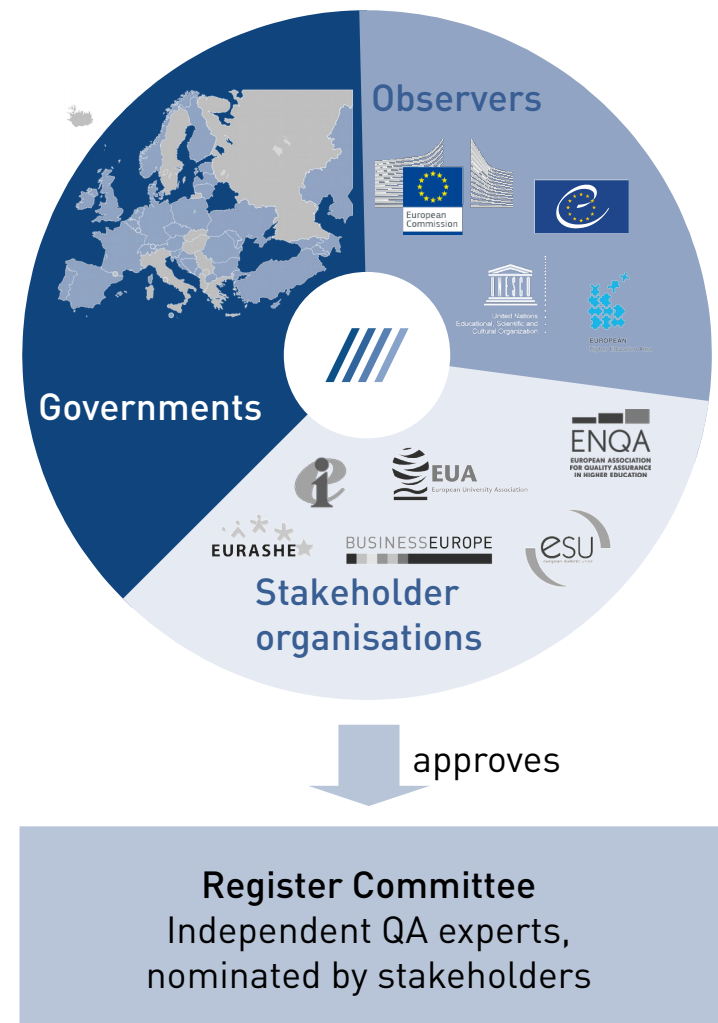 Observers
European
Commission
UNESCO
United Nations
Educational, Scientific and
Cultural Organization
EUROPEAN
Governments
ENQA
EUROPEAN ASSOCIATION
FOR QUALITY ASSURANCE
IN HIGHER EDUCATION
EUA
European University Association
EURASHE
BUSINESSEUROPE
esu
Stakeholder
organisations
approves
Register Committee
Independent QA experts,
nominated by stakeholders